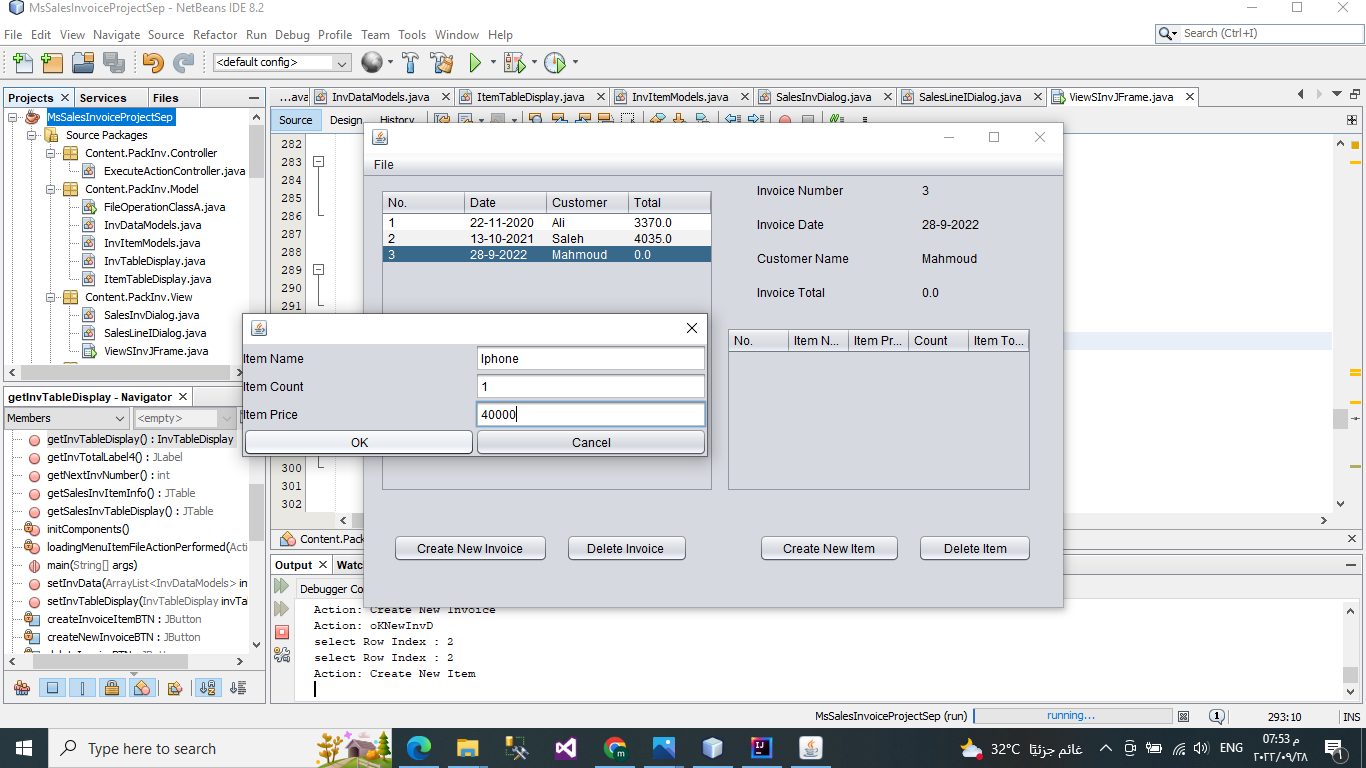 MsSalesInvoiceProjectSep - NetBeans IDE 8.2
File Edit View Navigate Source Refactor Run Debug Profile Team Tools Window Help
Search (Ctrl+I)
<default config>
Projects Services Files
MsSalesInvoiceProjectSep
Source Packages
Content.PackInv.Controller
ExecuteActionController.java
Content.PackInv.Model
FileOperationClassA.java
InvDataModels.java
InvItemModels.java
InvTableDisplay.java
ItemTableDisplay.java
Content.PackInv.View
SalesInvDialog.java
SalesLineIDialog.java
ViewSInvJFrame.java
getInvTableDisplay - Navigator
Members <empty>
getInvTableDisplay() : InvTableDisplay
getInvTotalLabel4() : JLabel
getNextInvNumber() : int
getSalesInvItemInfo() : JTable
getSalesInvTableDisplay() : JTable
initComponents()
loadingMenuItemFileActionPerformed(Acti
main(String[] args)
setInvData(ArrayList<InvDataModels> in
setInvTableDisplay(InvTableDisplay invTa
createInvoiceItemBTN : JButton
createNewInvoiceBTN : JButton
...ava InvDataModels.java ItemTableDisplay.java InvItemModels.java SalesInvDialog.java SalesLineIDialog.java ViewSInvJFrame.java
Source Design History
282
283
284
285
286
287
288
289
290
291
300
301
302
File
No. Date Customer Total
1 22-11-2020 Ali 3370.0
2 13-10-2021 Saleh 4035.0
3 28-9-2022 Mahmoud 0.0
Invoice Number 3
Invoice Date 28-9-2022
Customer Name Mahmoud
Invoice Total 0.0
No. Item N... Item Pr... Count Item To...
Item Name Iphone
Item Count 1
Item Price 40000
OK Cancel
Create New Invoice Delete Invoice Create New Item Delete Item
Content.Pack
Output Watc
Debugger Co
Action: Create New Invoice
Action: oKNewInvD
select Row Index : 2
select Row Index : 2
Action: Create New Item
MsSalesInvoiceProjectSep (run) running... 1 293:10 INS
Type here to search
32°C غائم جزئيًا ENG
07:53 م
٢٠٢٢/٠٩/٢٨
1